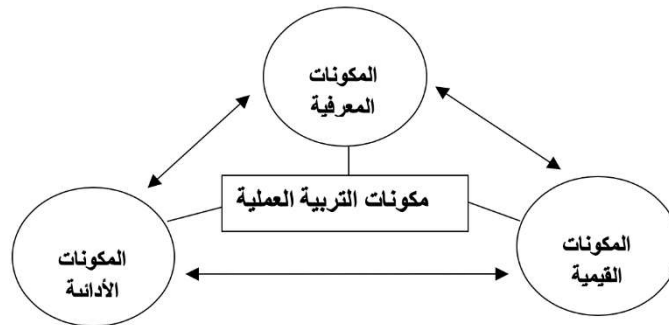 المكونات
المعرفية
مكونات التربية العملية
المكونات
القيمية
المكونات
الأدائية